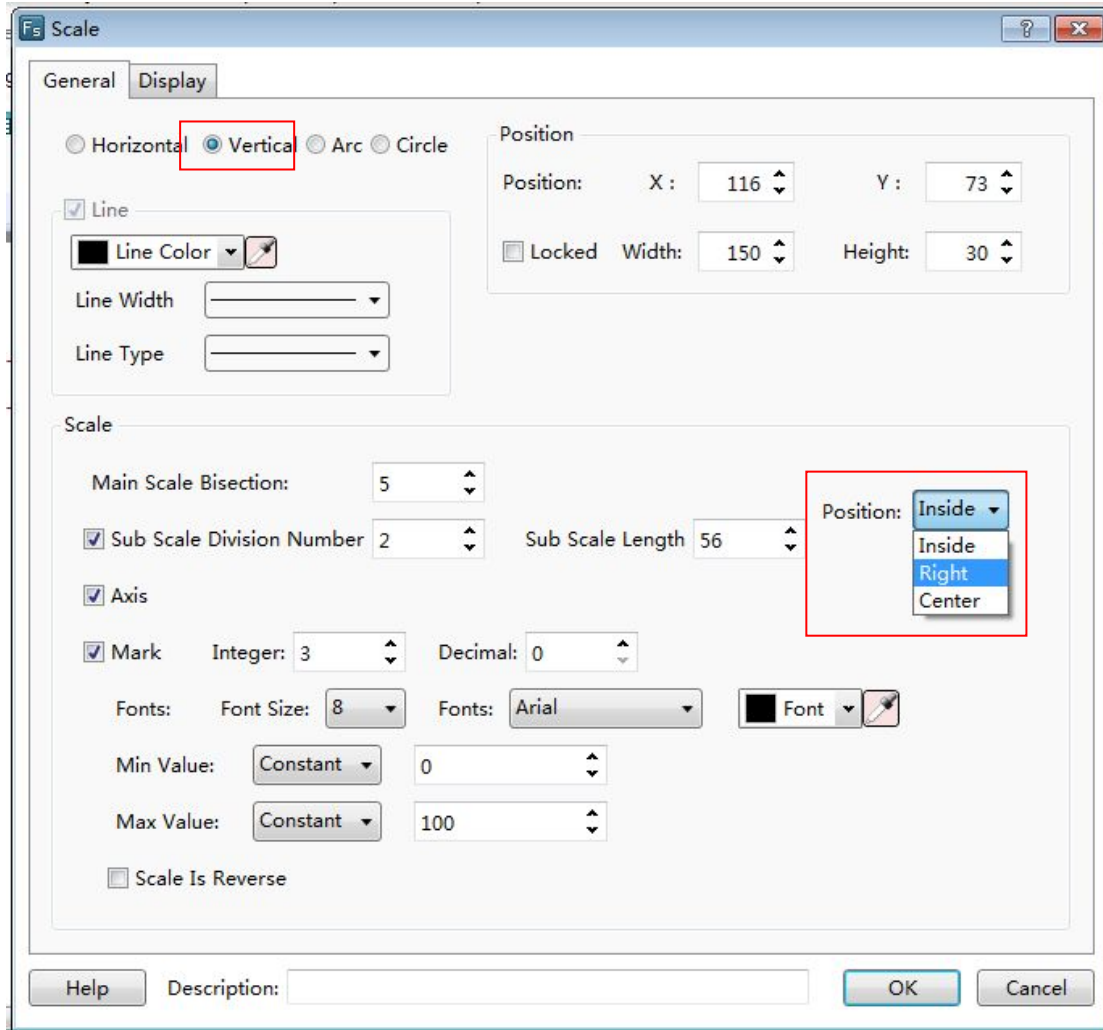 Fs Scale
General Display
Horizontal Vertical Arc Circle
Position
Position: X : 116 Y : 73
Line
Line Color
Locked Width: 150 Height: 30
Line Width
Line Type
Scale
Main Scale Bisection: 5
Position: Inside
Sub Scale Division Number 2 Sub Scale Length 56
Inside
Right
Center
Axis
Mark Integer: 3 Decimal: 0
Fonts: Font Size: 8 Fonts: Arial Font
Min Value: Constant 0
Max Value: Constant 100
Scale Is Reverse
Help Description: OK Cancel